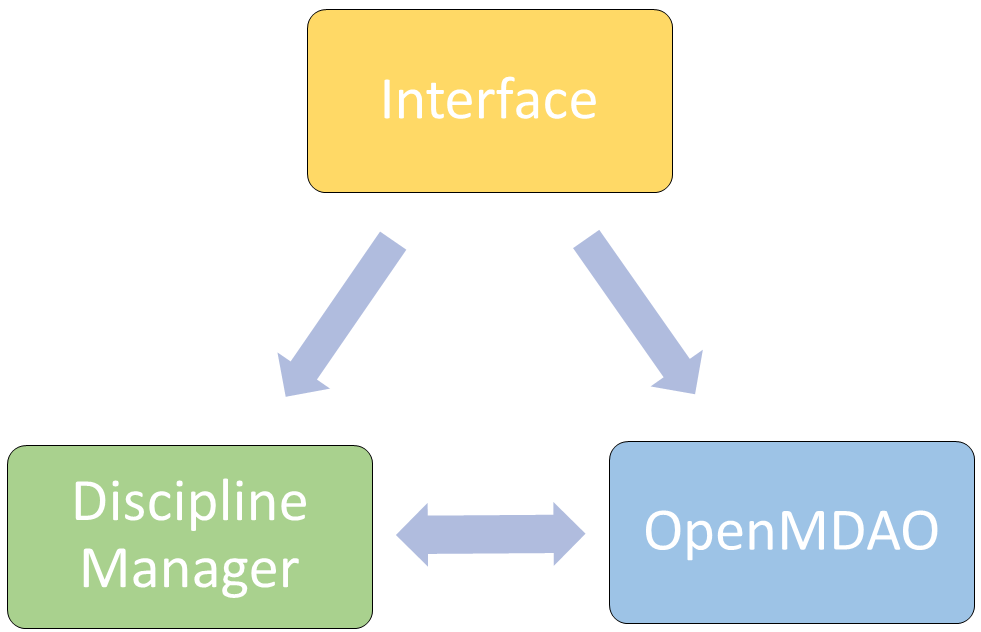 Interface
Discipline
Manager
OpenMDAO